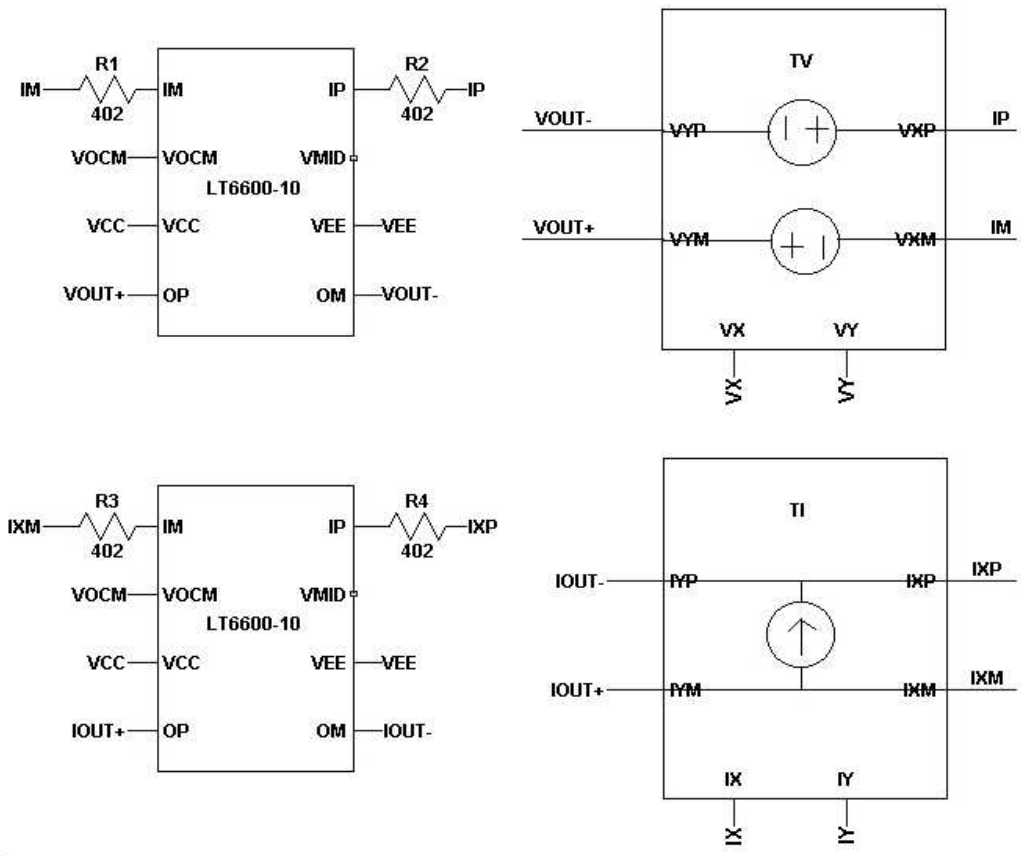 R1
R2
IM
IM
IP
IP
402
402
VOCM
VOCM
VMID
LT6600-10
VCC
VCC
VEE
VEE
VOUT+
OP
OM
VOUT-
TV
VOUT-
VYP
VXP
IP
VOUT+
VYM
VXM
IM
VX
VY
VX
VY
R3
R4
IXM
IM
IP
IXP
402
402
VOCM
VOCM
VMID
LT6600-10
VCC
VCC
VEE
VEE
IOUT+
OP
OM
IOUT-
TI
IOUT-
IYP
IXP
IXP
IOUT+
IYM
IXM
IXM
IX
IY
IX
IY